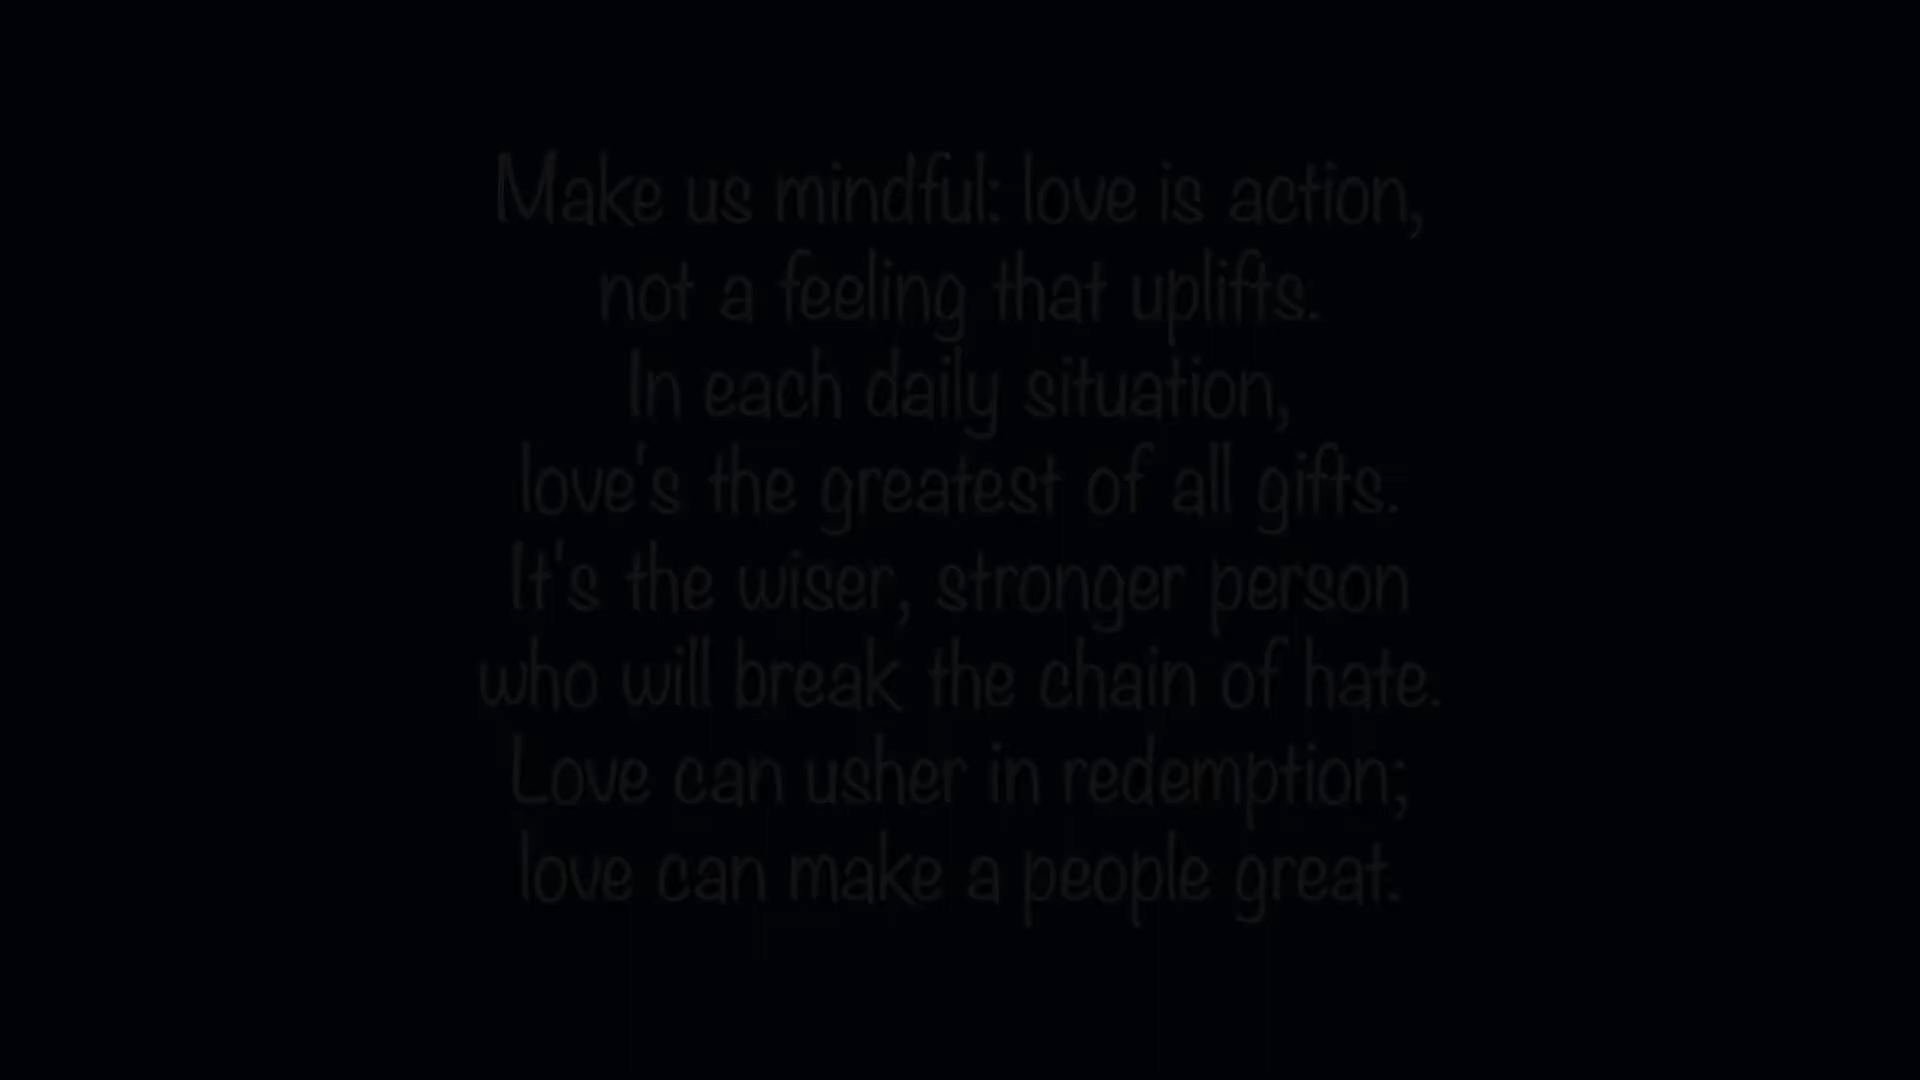 Make us mindful: love is action,
not a feeling that uplifts.
In each daily situation,
love's the greatest of all gifts.
It's the wiser, stronger person
who will break the chain of hate.
Love can usher in redemption;
love can make a people great.